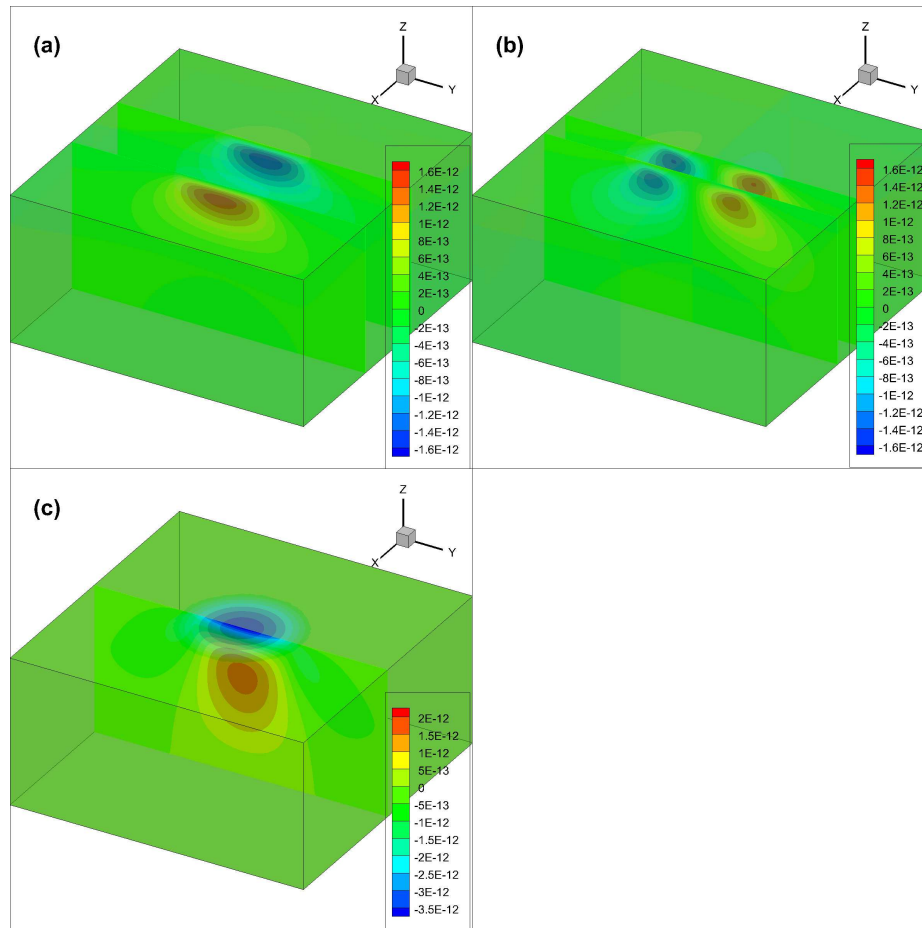 (a)
Z
X
Y
1.6E-12
1.4E-12
1.2E-12
1E-12
8E-13
6E-13
4E-13
2E-13
0
-2E-13
-4E-13
-6E-13
-8E-13
-1E-12
-1.2E-12
-1.4E-12
-1.6E-12
(b)
Z
X
Y
1.6E-12
1.4E-12
1.2E-12
1E-12
8E-13
6E-13
4E-13
2E-13
0
-2E-13
-4E-13
-6E-13
-8E-13
-1E-12
-1.2E-12
-1.4E-12
-1.6E-12
(c)
Z
X
Y
2E-12
1.5E-12
1E-12
5E-13
0
-5E-13
-1E-12
-1.5E-12
-2E-12
-2.5E-12
-3E-12
-3.5E-12